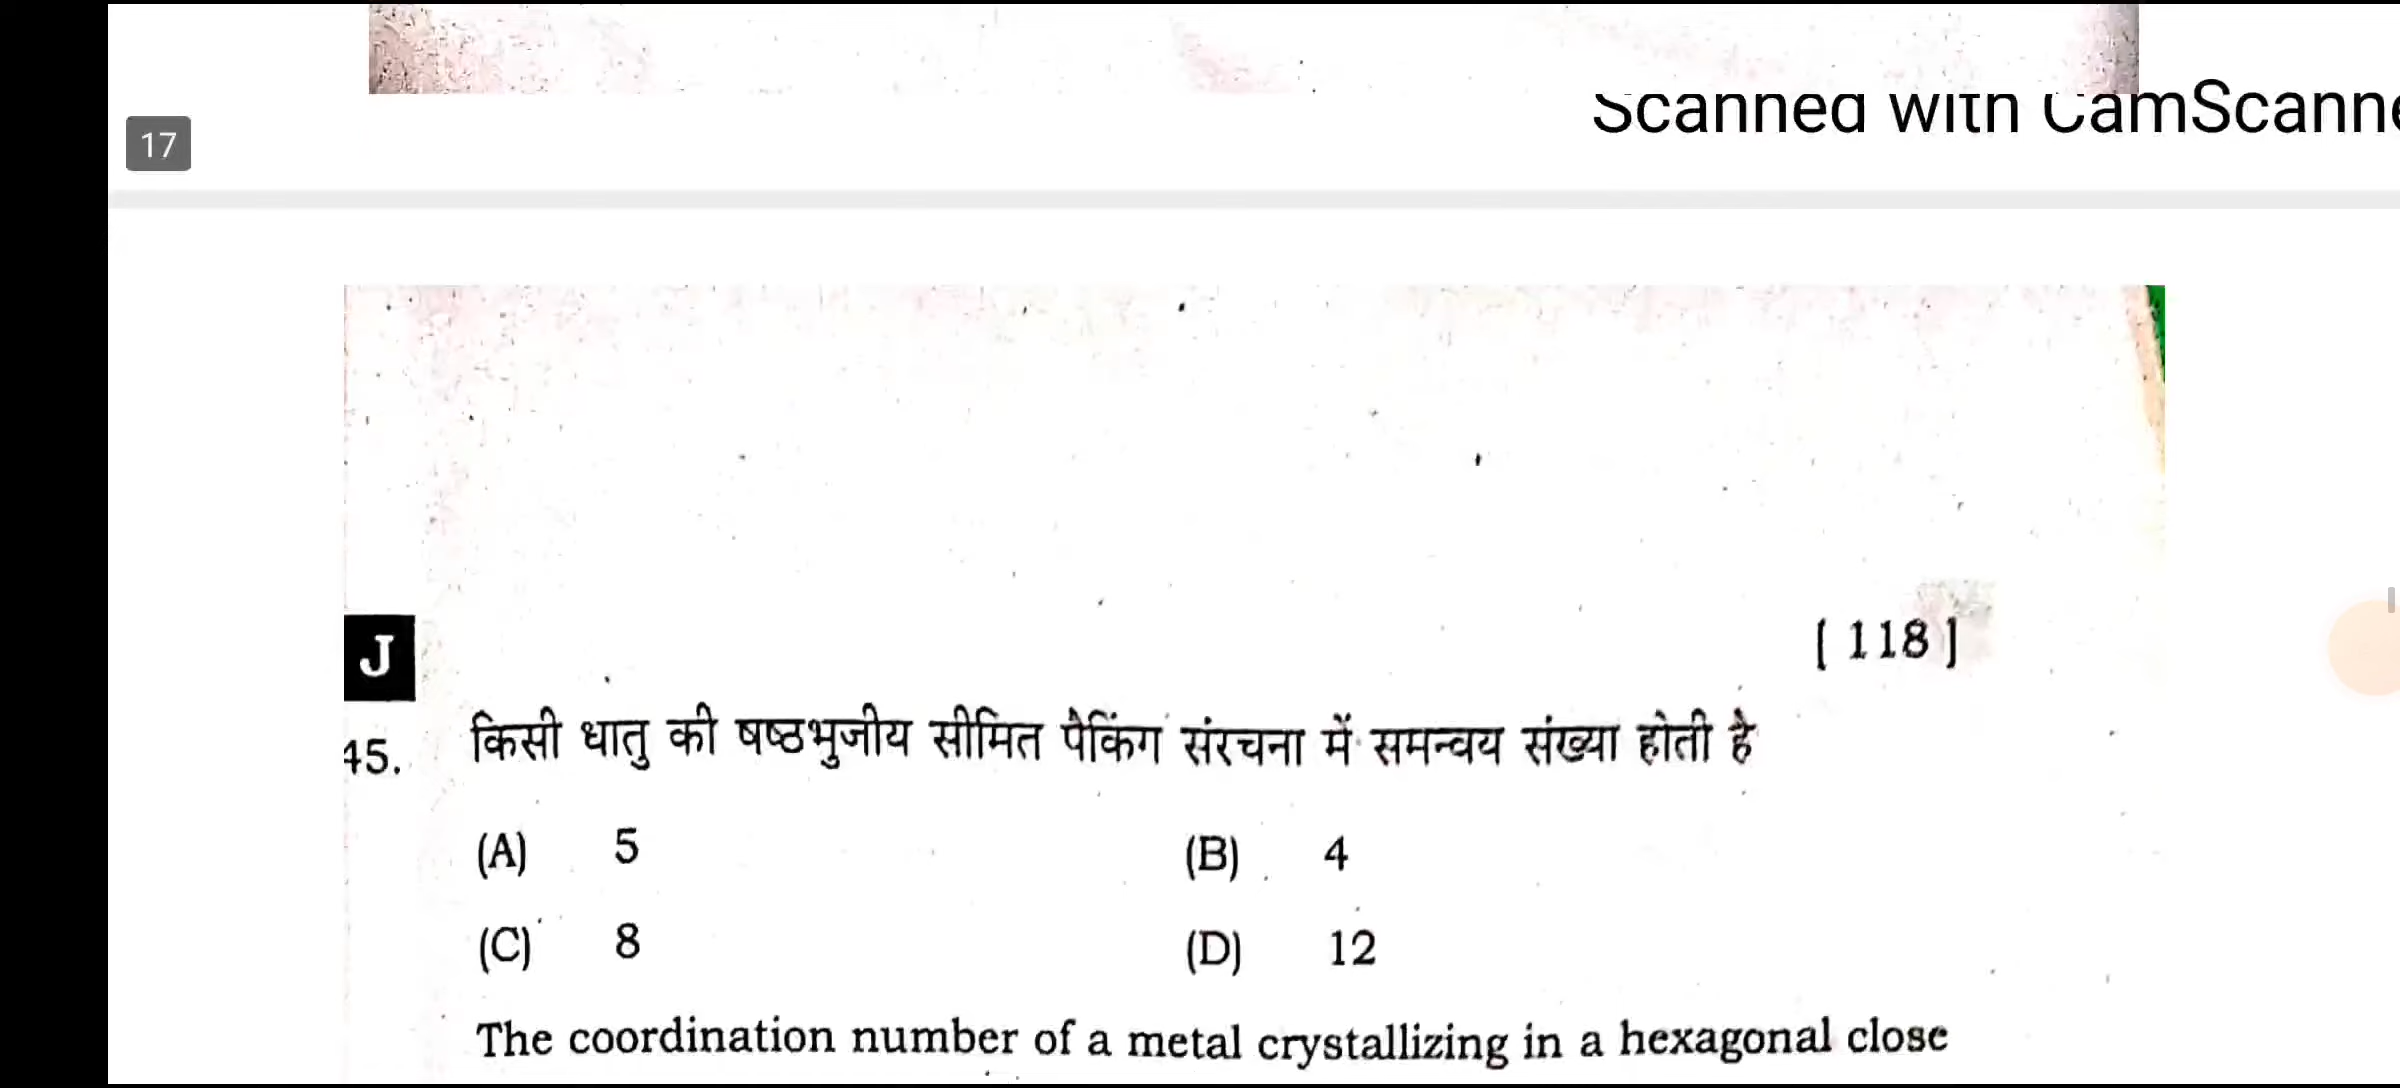 Scanned with CamScanne
17
J
[ 118 ]
45. किसी धातु की षष्ठभुजीय सीमित पैकिंग संरचना में समन्वय संख्या होती है
(A) 5 (B) 4
(C) 8 (D) 12
The coordination number of a metal crystallizing in a hexagonal close